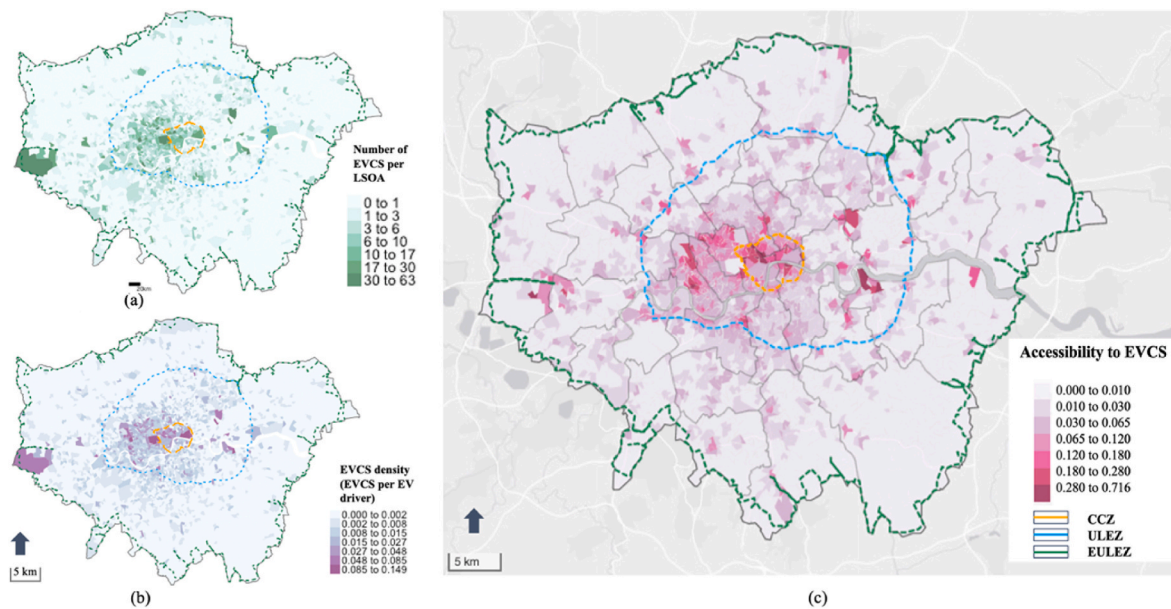 (a)
Number of
EVCS per
LSOA
0 to 1
1 to 3
3 to 6
6 to 10
10 to 17
17 to 30
30 to 63
20km
(a)
EVCS density
(EVCS per EV
driver)
0.000 to 0.002
0.002 to 0.008
0.008 to 0.015
0.015 to 0.027
0.027 to 0.048
0.048 to 0.085
0.085 to 0.149
5 km
(b)
Accessibility to EVCS
0.000 to 0.010
0.010 to 0.030
0.030 to 0.065
0.065 to 0.120
0.120 to 0.180
0.180 to 0.280
0.280 to 0.716
CCZ
ULEZ
EULEZ
5 km
(c)